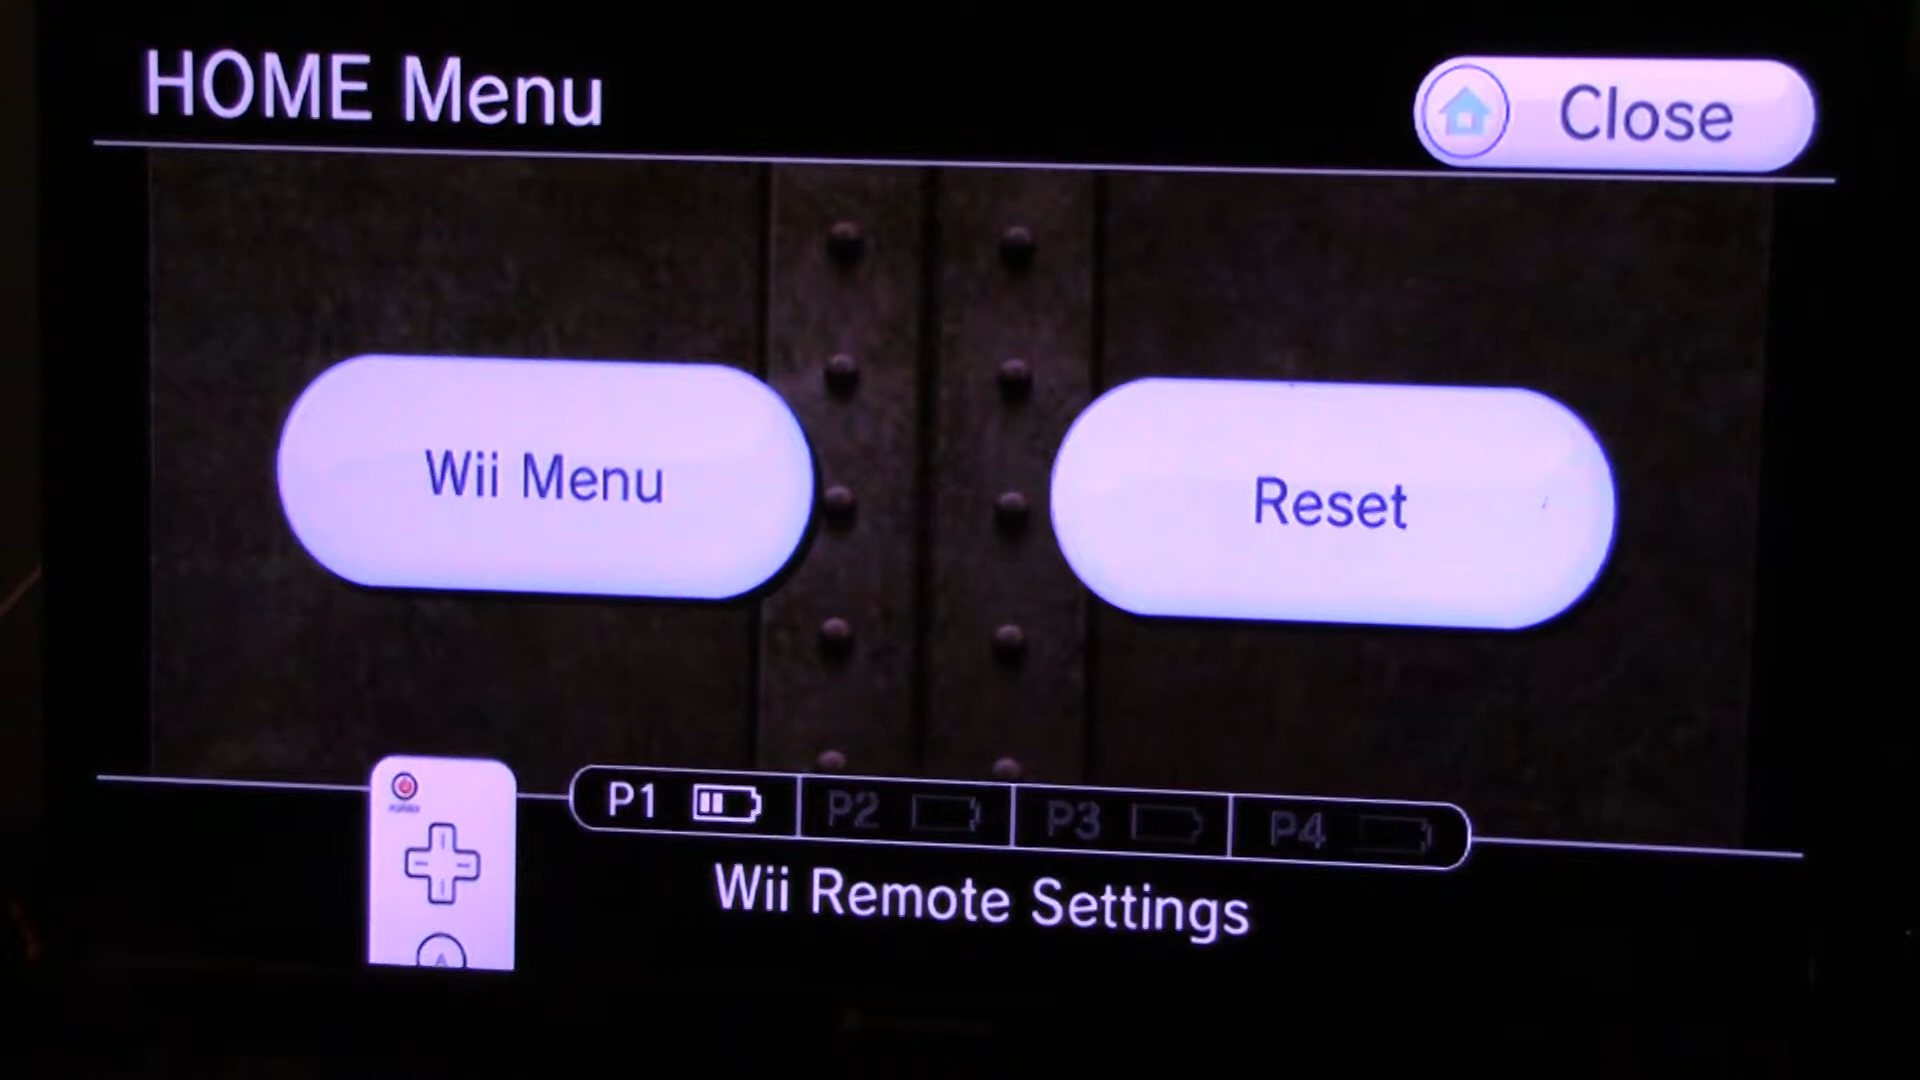 HOME Menu
Close
Wii Menu
Reset
P1
P2
P3
P4
A
Wii Remote Settings